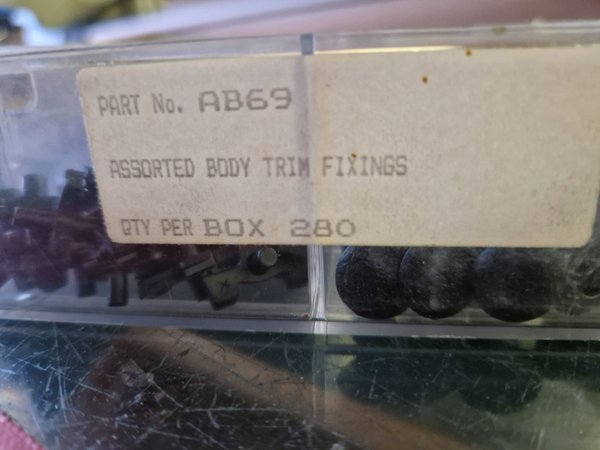 PART No. AB69
ASSORTED BODY TRIM FIXINGS
QTY PER BOX 280